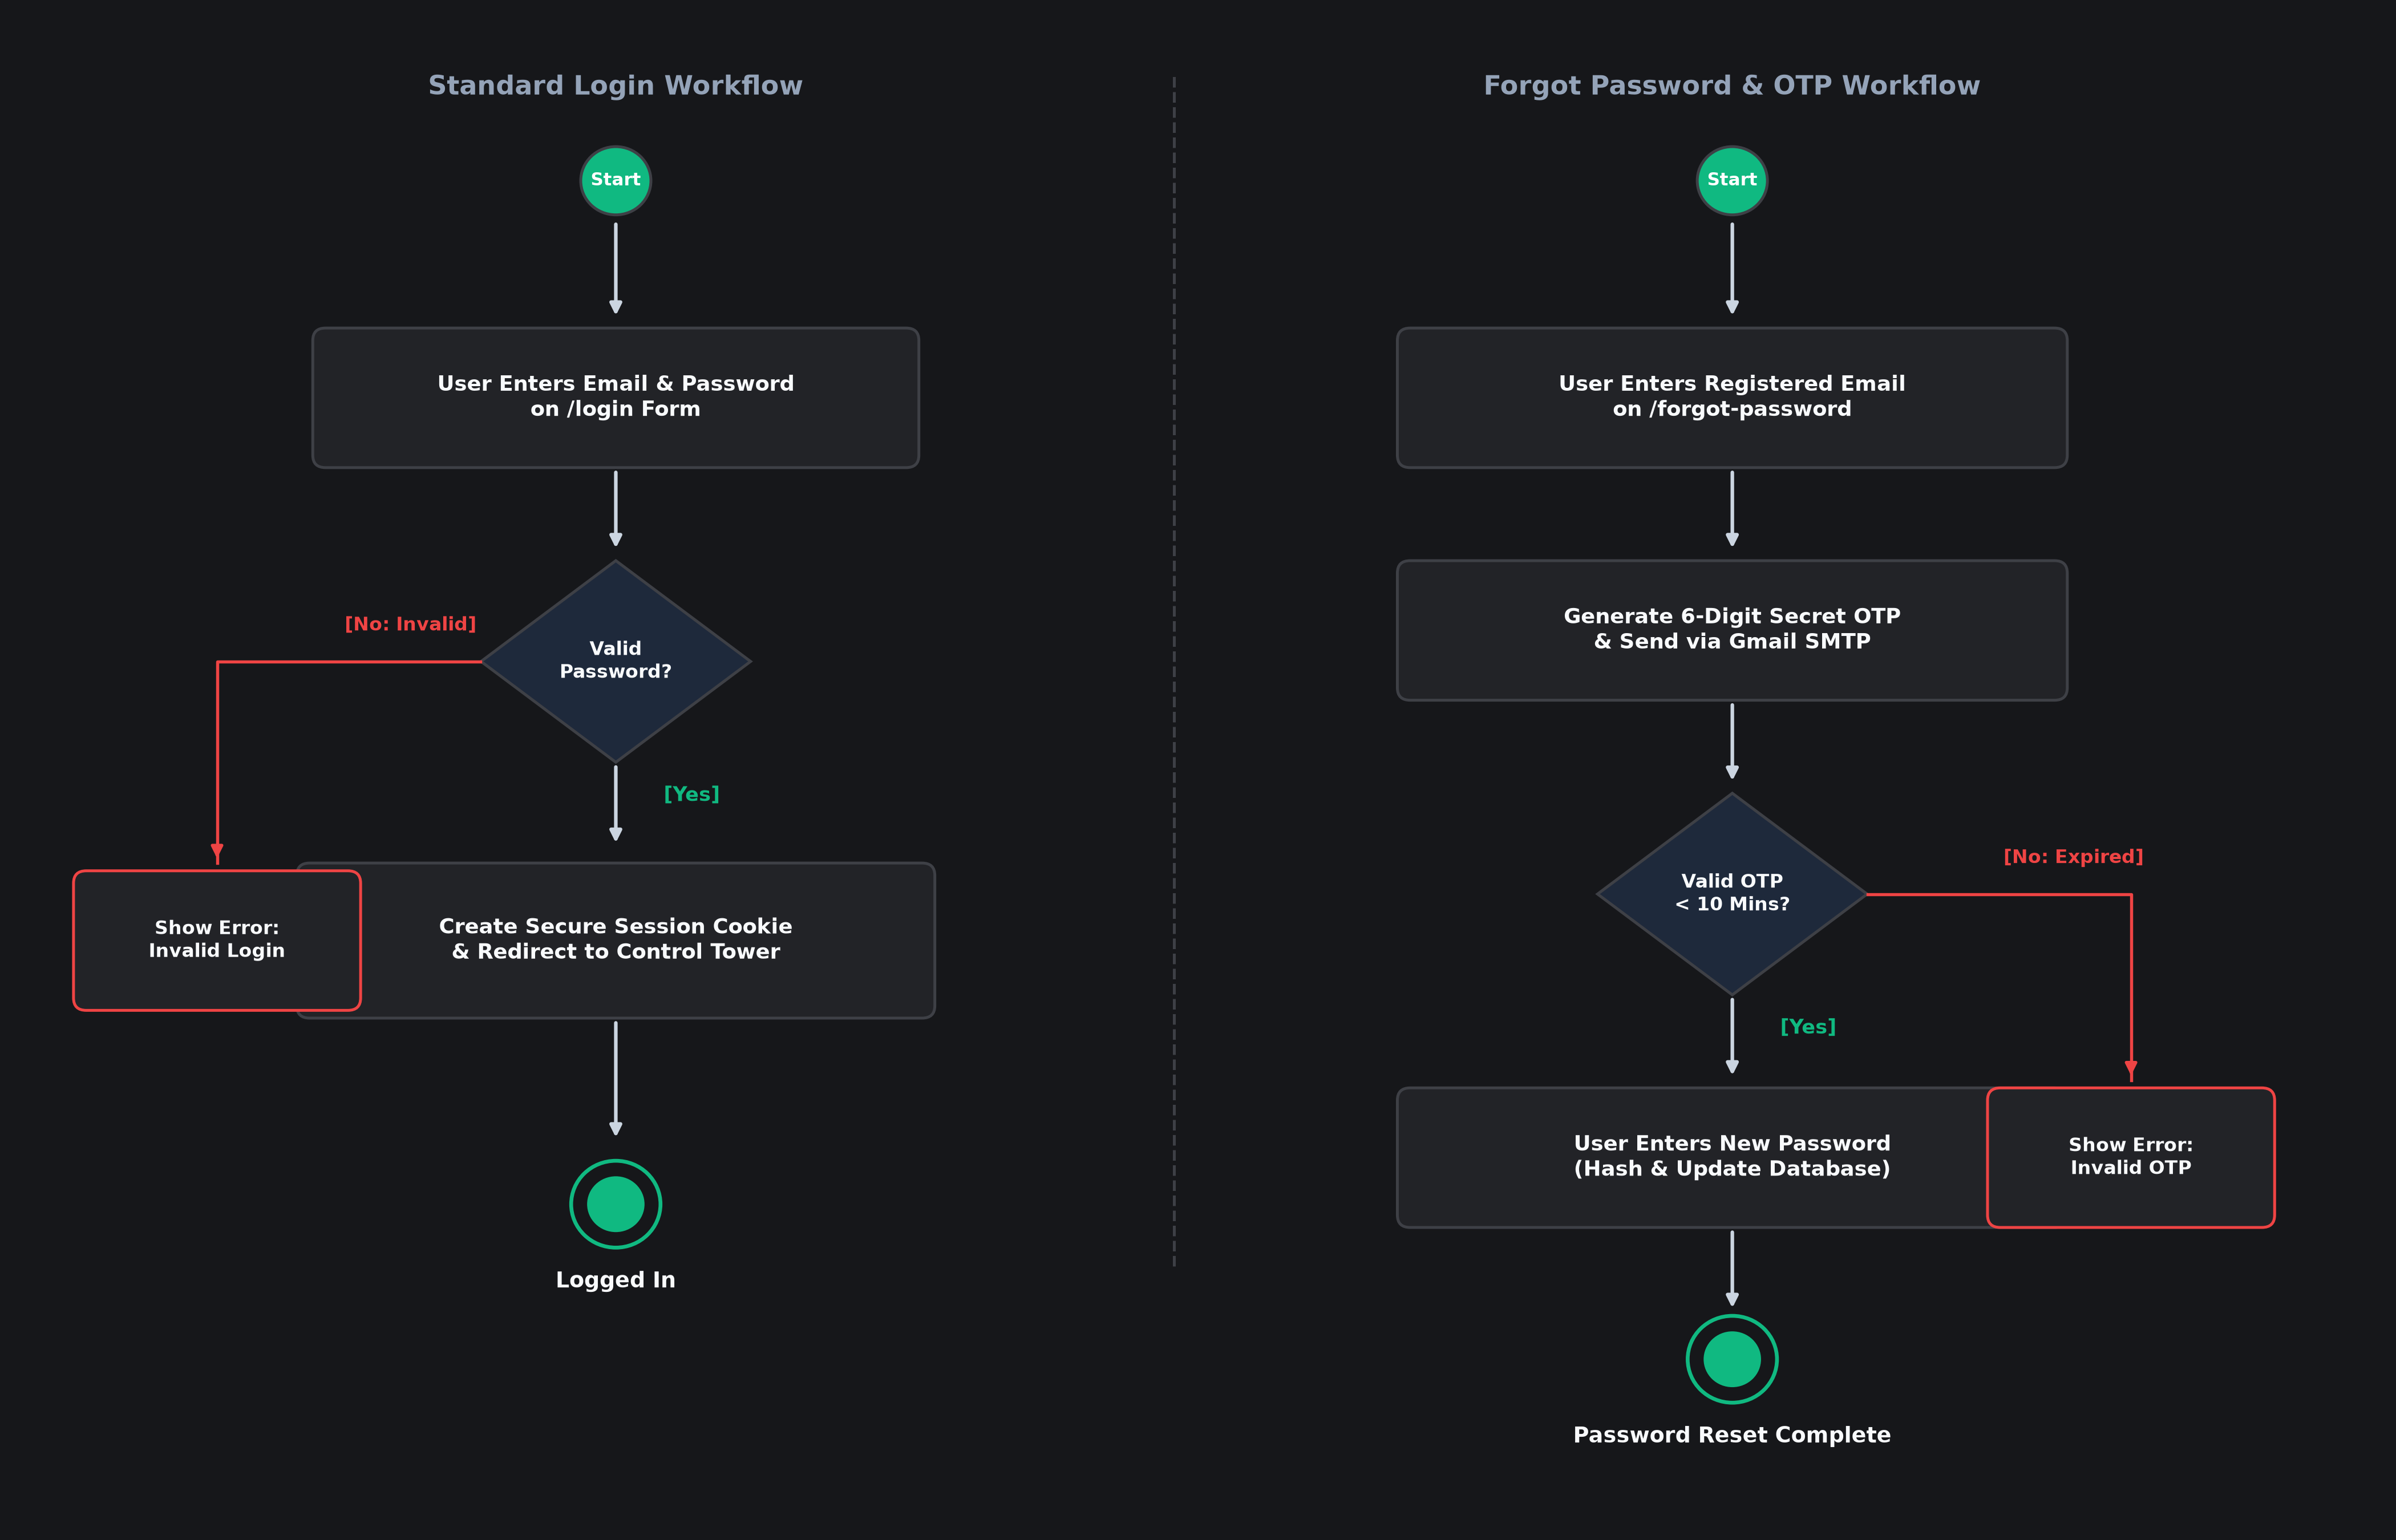 Standard Login Workflow
Start
User Enters Email & Password
on /login Form
[No: Invalid]
Valid
Password?
[Yes]
Show Error:
Invalid Login
Create Secure Session Cookie
& Redirect to Control Tower
Logged In
Forgot Password & OTP Workflow
Start
User Enters Registered Email
on /forgot-password
Generate 6-Digit Secret OTP
& Send via Gmail SMTP
Valid OTP
< 10 Mins?
[No: Expired]
[Yes]
User Enters New Password
(Hash & Update Database)
Show Error:
Invalid OTP
Password Reset Complete